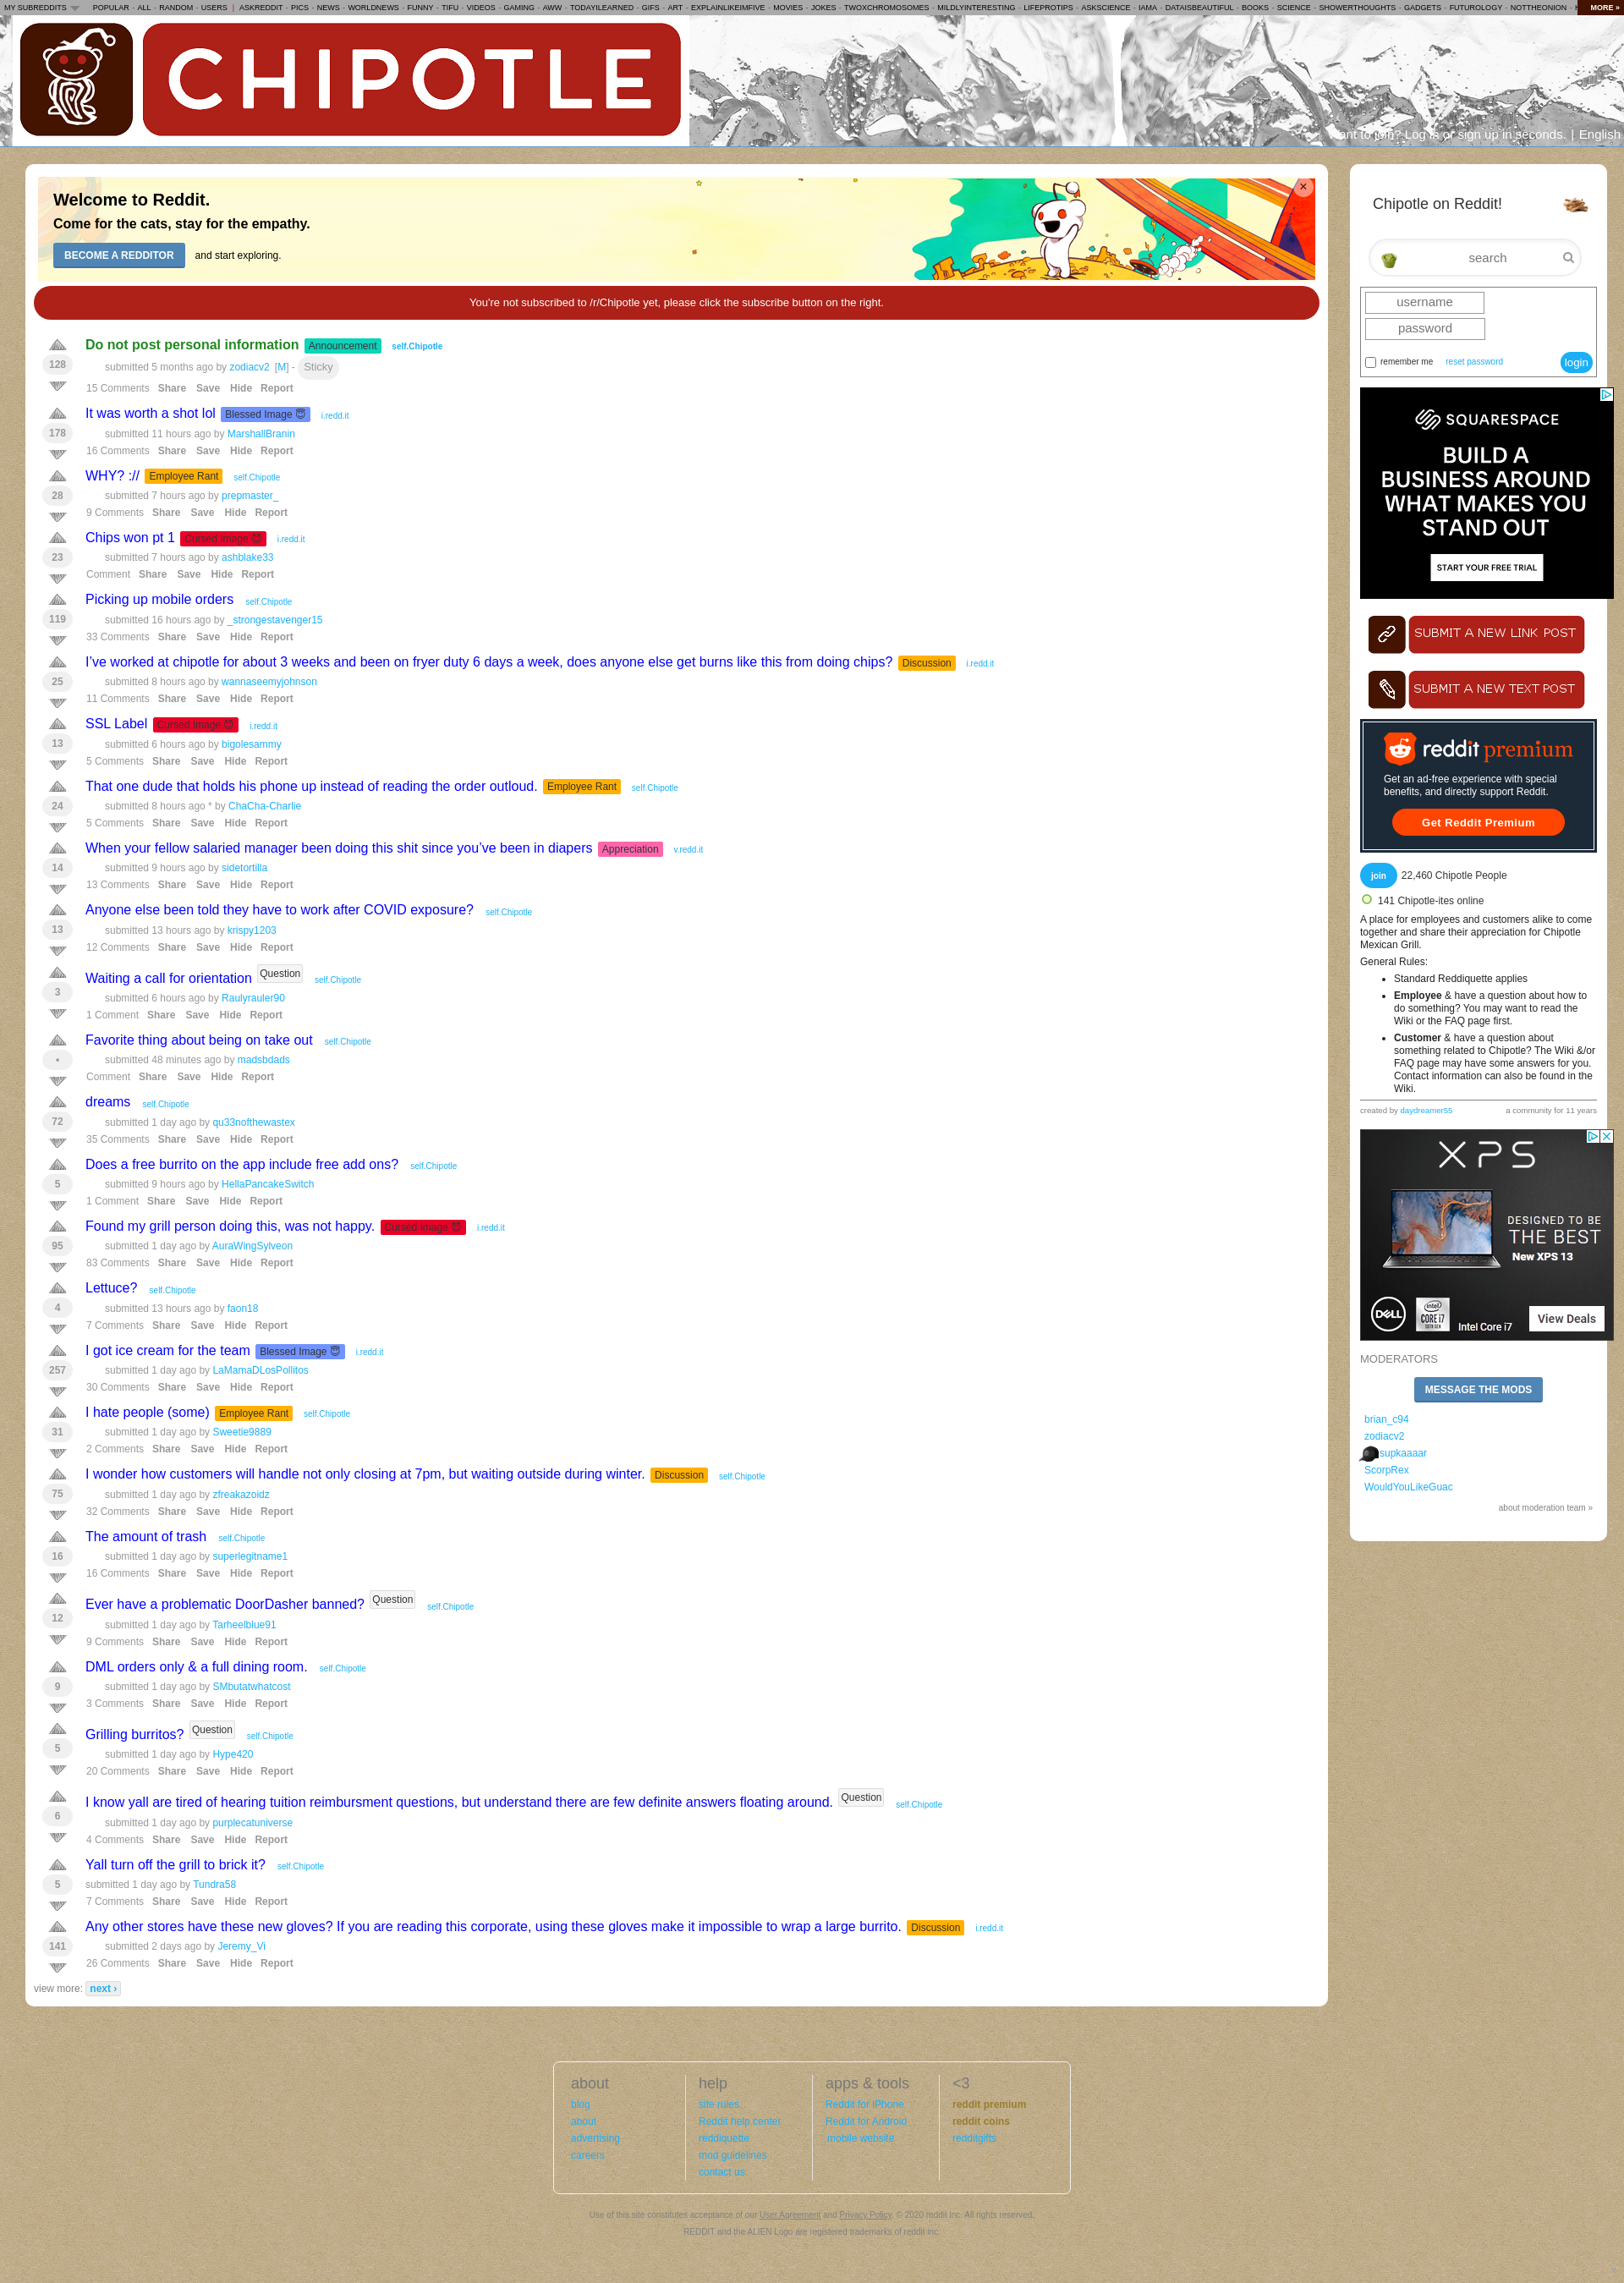 MY SUBREDDITS POPULAR - ALL - RANDOM - USERS | ASKREDDIT - PICS - NEWS - WORLDNEWS - FUNNY - TIFU - VIDEOS - GAMING - AWW - TODAYILEARNED - GIFS - ART - EXPLAINLIKEIMFIVE - MOVIES - JOKES - TWOXCHROMOSOMES - MILDLYINTERESTING - LIFEPROTIPS - ASKSCIENCE - IAMA - DATAISBEAUTIFUL - BOOKS - SCIENCE - SHOWERTHOUGHTS - GADGETS - FUTUROLOGY - NOTTHEONION - MORE »
CHIPOTLE
to join? Log in or sign up in seconds. | English
Welcome to Reddit.
Come for the cats, stay for the empathy.
BECOME A REDDITOR and start exploring.
×
You're not subscribed to /r/Chipotle yet, please click the subscribe button on the right.
Do not post personal information Announcement self.Chipotle
128
submitted 5 months ago by zodiacv2 [M] - Sticky
15 Comments Share Save Hide Report
It was worth a shot lol Blessed Image 😇 i.redd.it
178
submitted 11 hours ago by MarshallBranin
16 Comments Share Save Hide Report
WHY? :// Employee Rant self.Chipotle
28
submitted 7 hours ago by prepmaster_
9 Comments Share Save Hide Report
Chips won pt 1 Cursed Image 😈 i.redd.it
23
submitted 7 hours ago by ashblake33
Comment Share Save Hide Report
Picking up mobile orders self.Chipotle
119
submitted 16 hours ago by _strongestavenger15
33 Comments Share Save Hide Report
I've worked at chipotle for about 3 weeks and been on fryer duty 6 days a week, does anyone else get burns like this from doing chips? Discussion i.redd.it
25
submitted 8 hours ago by wannaseemyjohnson
11 Comments Share Save Hide Report
SSL Label Cursed Image 😈 i.redd.it
13
submitted 6 hours ago by bigolesammy
5 Comments Share Save Hide Report
That one dude that holds his phone up instead of reading the order outloud. Employee Rant self.Chipotle
24
submitted 8 hours ago * by ChaCha-Charlie
5 Comments Share Save Hide Report
When your fellow salaried manager been doing this shit since you've been in diapers Appreciation v.redd.it
14
submitted 9 hours ago by sidetortilla
13 Comments Share Save Hide Report
Anyone else been told they have to work after COVID exposure? self.Chipotle
13
submitted 13 hours ago by krispy1203
12 Comments Share Save Hide Report
Waiting a call for orientation Question self.Chipotle
3
submitted 6 hours ago by Raulyrauler90
1 Comment Share Save Hide Report
Favorite thing about being on take out self.Chipotle
•
submitted 48 minutes ago by madsbdads
Comment Share Save Hide Report
dreams self.Chipotle
72
submitted 1 day ago by qu33nofthewastex
35 Comments Share Save Hide Report
Does a free burrito on the app include free add ons? self.Chipotle
5
submitted 9 hours ago by HellaPancakeSwitch
1 Comment Share Save Hide Report
Found my grill person doing this, was not happy. Cursed Image 😈 i.redd.it
95
submitted 1 day ago by AuraWingSylveon
83 Comments Share Save Hide Report
Lettuce? self.Chipotle
4
submitted 13 hours ago by faon18
7 Comments Share Save Hide Report
I got ice cream for the team Blessed Image 😇 i.redd.it
257
submitted 1 day ago by LaMamaDLosPollitos
30 Comments Share Save Hide Report
I hate people (some) Employee Rant self.Chipotle
31
submitted 1 day ago by Sweetie9889
2 Comments Share Save Hide Report
I wonder how customers will handle not only closing at 7pm, but waiting outside during winter. Discussion self.Chipotle
75
submitted 1 day ago by zfreakazoidz
32 Comments Share Save Hide Report
The amount of trash self.Chipotle
16
submitted 1 day ago by superlegitname1
16 Comments Share Save Hide Report
Ever have a problematic DoorDasher banned? Question self.Chipotle
12
submitted 1 day ago by Tarheelblue91
9 Comments Share Save Hide Report
DML orders only & a full dining room. self.Chipotle
9
submitted 1 day ago by SMbutatwhatcost
3 Comments Share Save Hide Report
Grilling burritos? Question self.Chipotle
5
submitted 1 day ago by Hype420
20 Comments Share Save Hide Report
I know yall are tired of hearing tuition reimbursment questions, but understand there are few definite answers floating around. Question self.Chipotle
6
submitted 1 day ago by purplecatuniverse
4 Comments Share Save Hide Report
Yall turn off the grill to brick it? self.Chipotle
5
submitted 1 day ago by Tundra58
7 Comments Share Save Hide Report
Any other stores have these new gloves? If you are reading this corporate, using these gloves make it impossible to wrap a large burrito. Discussion i.redd.it
141
submitted 2 days ago by Jeremy_Vi
26 Comments Share Save Hide Report
view more: next ›
Chipotle on Reddit!
search
username
password
remember me reset password login
SQUARESPACE
BUILD A
BUSINESS AROUND
WHAT MAKES YOU
STAND OUT
START YOUR FREE TRIAL
SUBMIT A NEW LINK POST
SUBMIT A NEW TEXT POST
reddit premium
Get an ad-free experience with special
benefits, and directly support Reddit.
Get Reddit Premium
join 22,460 Chipotle People
141 Chipotle-ites online
A place for employees and customers alike to come
together and share their appreciation for Chipotle
Mexican Grill.
General Rules:
• Standard Reddiquette applies
• Employee & have a question about how to
do something? You may want to read the
Wiki or the FAQ page first.
• Customer & have a question about
something related to Chipotle? The Wiki &/or
FAQ page may have some answers for you.
Contact information can also be found in the
Wiki.
created by daydreamer55 a community for 11 years
XPS
DESIGNED TO BE
THE BEST
New XPS 13
DELL
intel
CORE i7
Intel Core i7
View Deals
MODERATORS
MESSAGE THE MODS
brian_c94
zodiacv2
supkaaaar
ScorpRex
WouldYouLikeGuac
about moderation team »
about
blog
about
advertising
careers
help
site rules
Reddit help center
reddiquette
mod guidelines
contact us
apps & tools
Reddit for iPhone
Reddit for Android
mobile website
<3
reddit premium
reddit coins
redditgifts
Use of this site constitutes acceptance of our User Agreement and Privacy Policy. © 2020 reddit inc. All rights reserved.
REDDIT and the ALIEN Logo are registered trademarks of reddit inc.